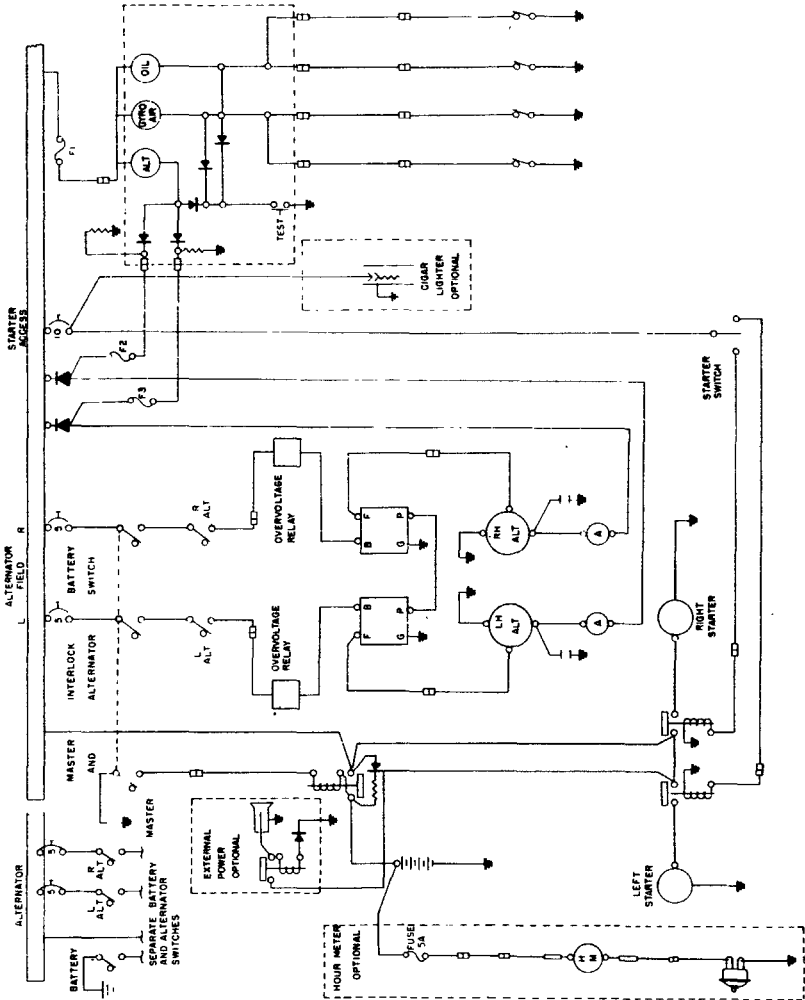 ALTERNATOR
FIELD
L
R
STARTER
ACCESS
F1
ALT
GYRO
AIR
OIL
TEST
CIGAR
LIGHTER
OPTIONAL
10
F2
F3
5
BATTERY
SWITCH
R
ALT
OVERVOLTAGE
RELAY
F
B
P
G
RH
ALT
A
5
INTERLOCK
ALTERNATOR
L
ALT
OVERVOLTAGE
RELAY
B
F
P
G
LH
ALT
A
STARTER
SWITCH
RIGHT
STARTER
LEFT
STARTER
MASTER
AND
MASTER
EXTERNAL
POWER
OPTIONAL
ALTERNATOR
5
R
ALT
5
L
ALT
SEPARATE BATTERY
AND ALTERNATOR
SWITCHES
BATTERY
HOUR METER
OPTIONAL
FUSE
5A
H
M